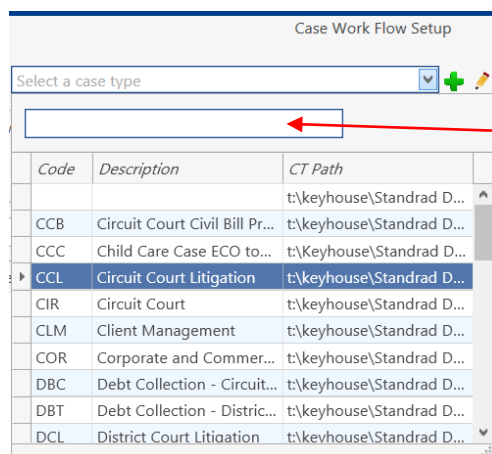 Case Work Flow Setup
Select a case type
Code Description CT Path
t:\keyhouse\Standrad D...
CCB Circuit Court Civil Bill Pr... t:\keyhouse\Standrad D...
CCC Child Care Case ECO to... t:\Keyhouse\Standrad D...
CCL Circuit Court Litigation t:\keyhouse\Standrad D...
CIR Circuit Court t:\keyhouse\Standrad D...
CLM Client Management t:\keyhouse\Standrad D...
COR Corporate and Commer... t:\keyhouse\Standrad D...
DBC Debt Collection - Circuit... t:\keyhouse\Standrad D...
DBT Debt Collection - Distric... t:\keyhouse\Standrad D...
DCL District Court Litigation t:\keyhouse\Standrad D...